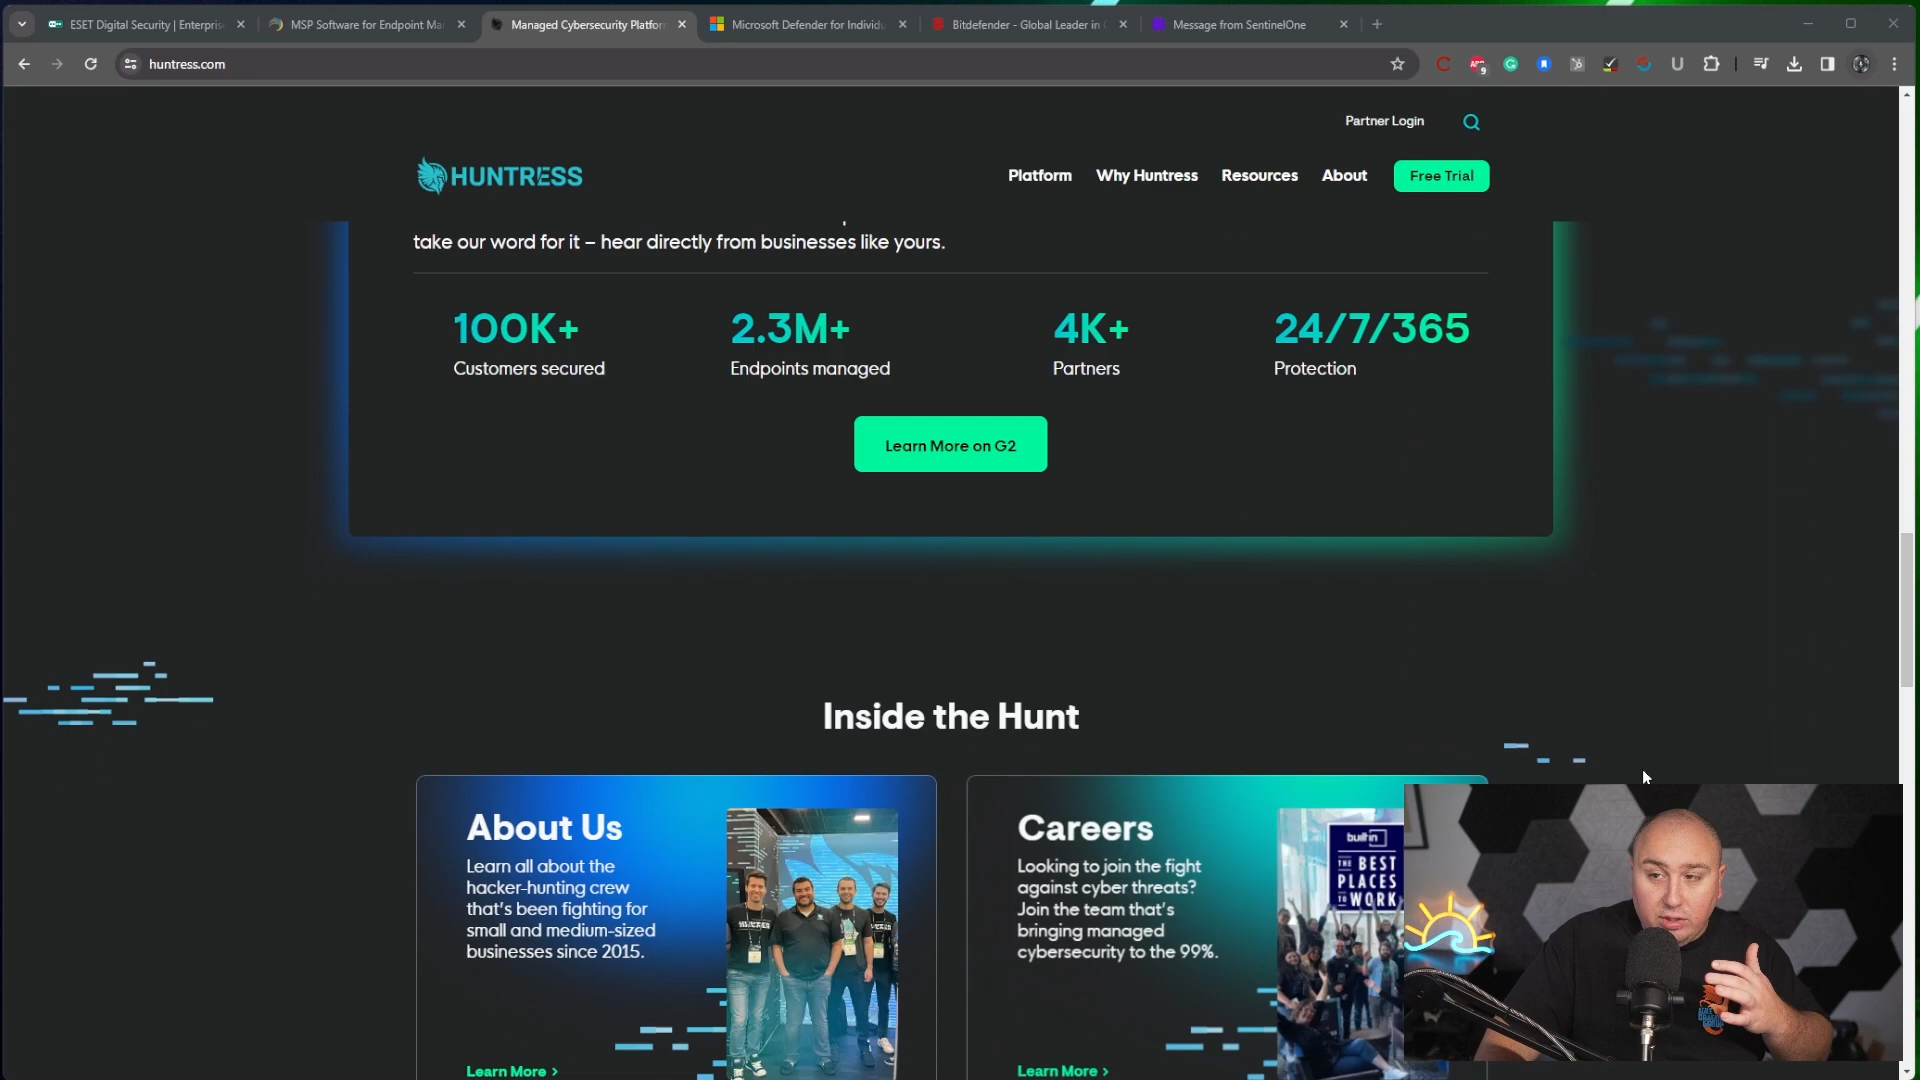 ESET Digital Security | Enterpris
MSP Software for Endpoint Ma
Managed Cybersecurity Platform
Microsoft Defender for Individu
Bitdefender - Global Leader in C
Message from SentinelOne
huntress.com
9
U
Partner Login
HUNTRESS
Platform
Why Huntress
Resources
About
Free Trial
take our word for it – hear directly from businesses like yours.
100K+
Customers secured
2.3M+
Endpoints managed
4K+
Partners
24/7/365
Protection
Learn More on G2
Inside the Hunt
About Us
Learn all about the
hacker-hunting crew
that's been fighting for
small and medium-sized
businesses since 2015.
Learn More >
Careers
Looking to join the fight
against cyber threats?
Join the team that's
bringing managed
cybersecurity to the 99%.
Learn More >
built in
THE BEST
PLACES
TO WORK